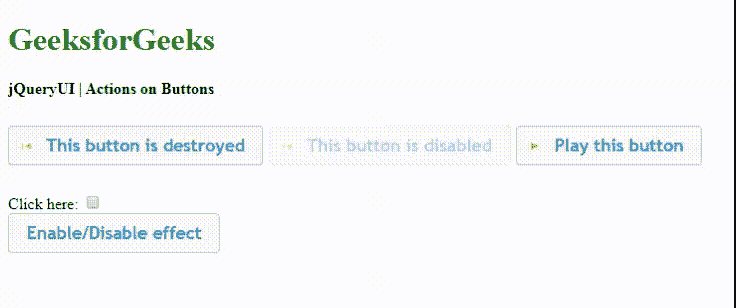 GeeksforGeeks
jQueryUI | Actions on Buttons
This button is destroyed This button is disabled Play this button
Click here:
Enable/Disable effect